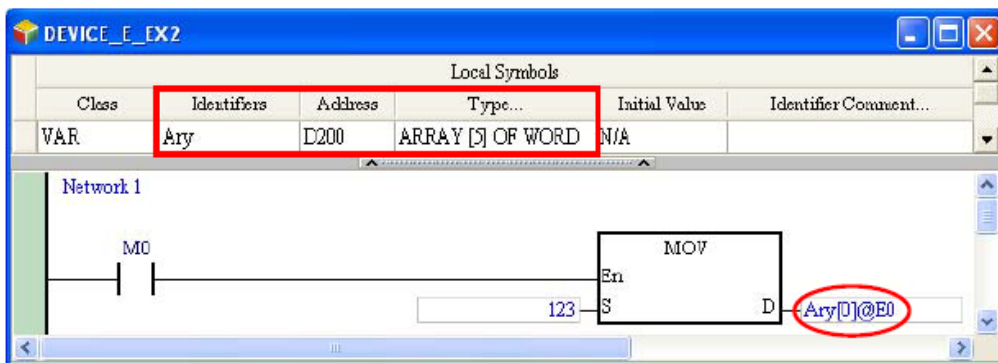 DEVICE_E_EX2
Local Symbols
Class Identifiers Address Type... Initial Value Identifier Comment...
VAR Ary D200 ARRAY [5] OF WORD N/A
Network 1
M0
MOV
En
123 S D Ary[0]@E0